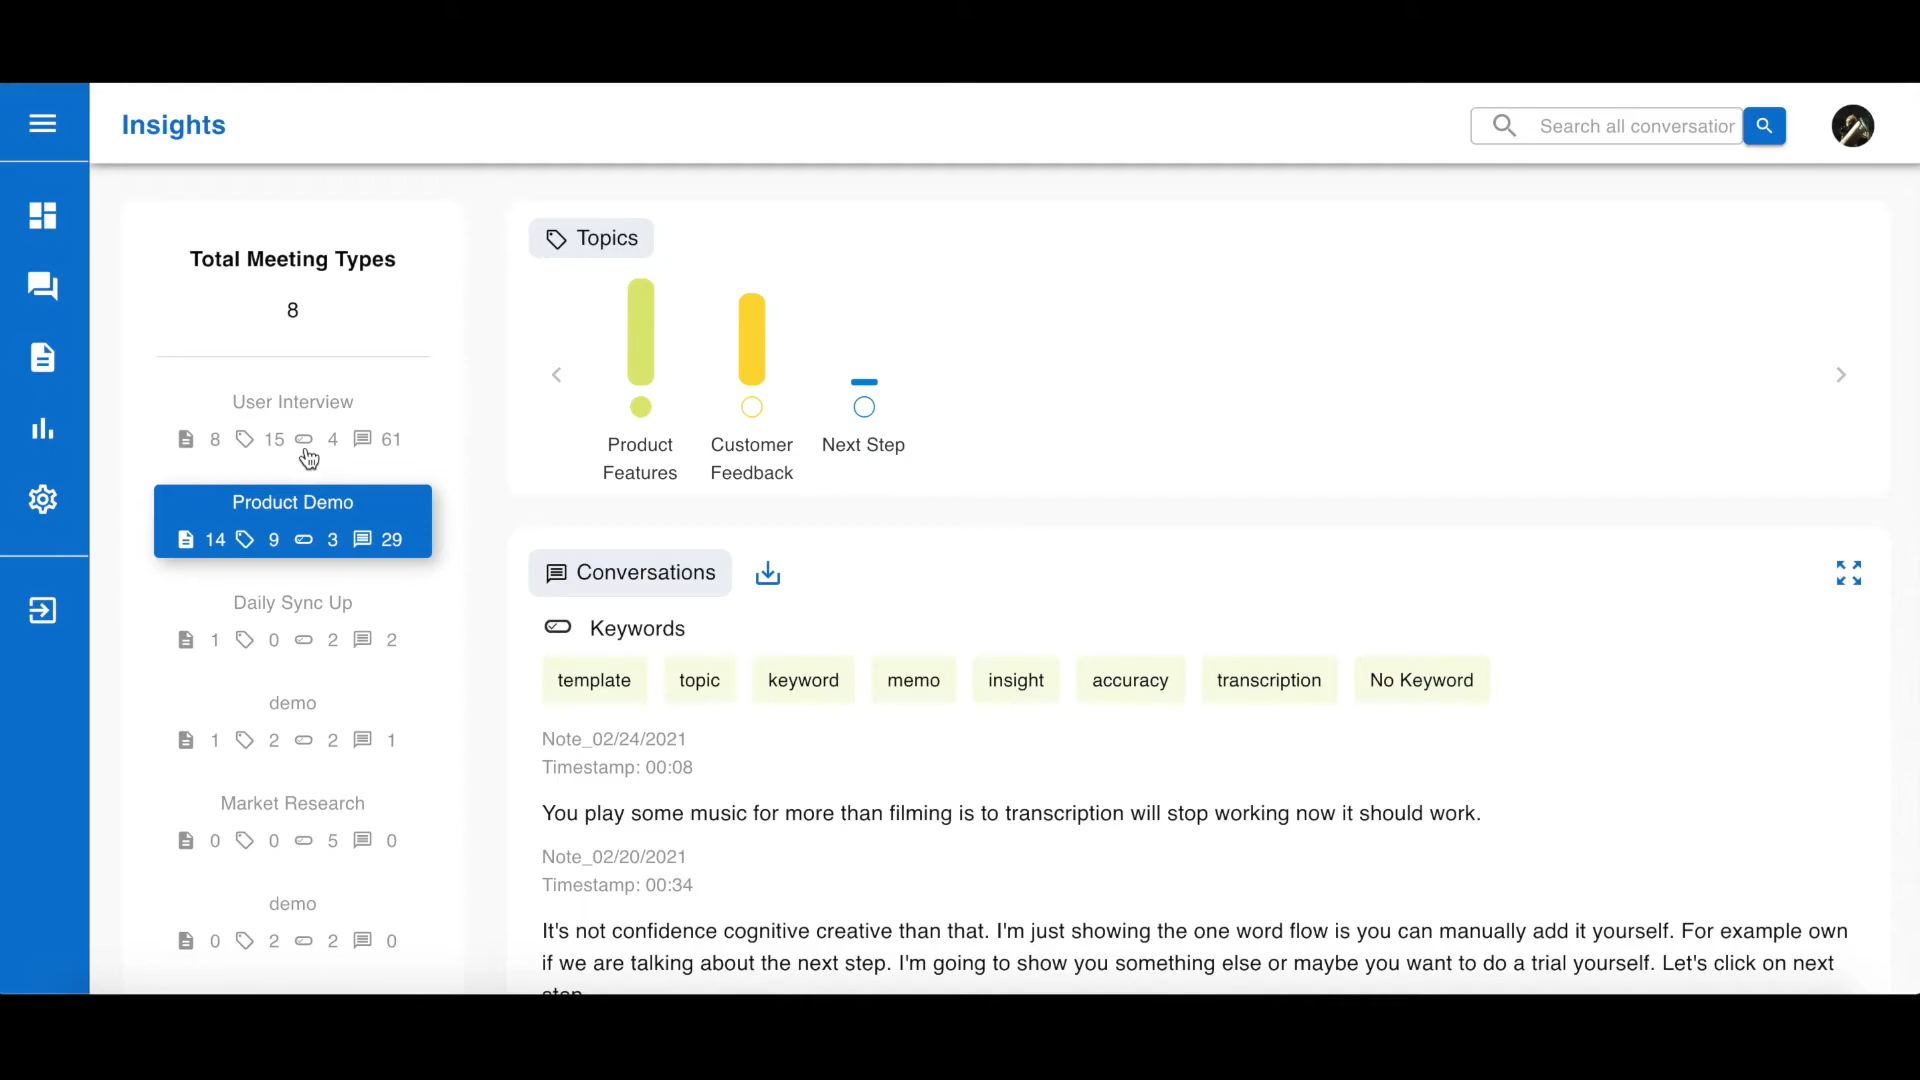 Insights
Search all conversatior
Total Meeting Types
8
User Interview
8 15 4 61
Product Demo
14 9 3 29
Daily Sync Up
1 0 2 2
demo
1 2 2 1
Market Research
0 0 5 0
demo
0 2 2 0
Topics
Product
Features
Customer
Feedback
Next Step
Conversations
Keywords
template topic keyword memo insight accuracy transcription No Keyword
Note_02/24/2021
Timestamp: 00:08
You play some music for more than filming is to transcription will stop working now it should work.
Note_02/20/2021
Timestamp: 00:34
It's not confidence cognitive creative than that. I'm just showing the one word flow is you can manually add it yourself. For example own
if we are talking about the next step. I'm going to show you something else or maybe you want to do a trial yourself. Let's click on next
step